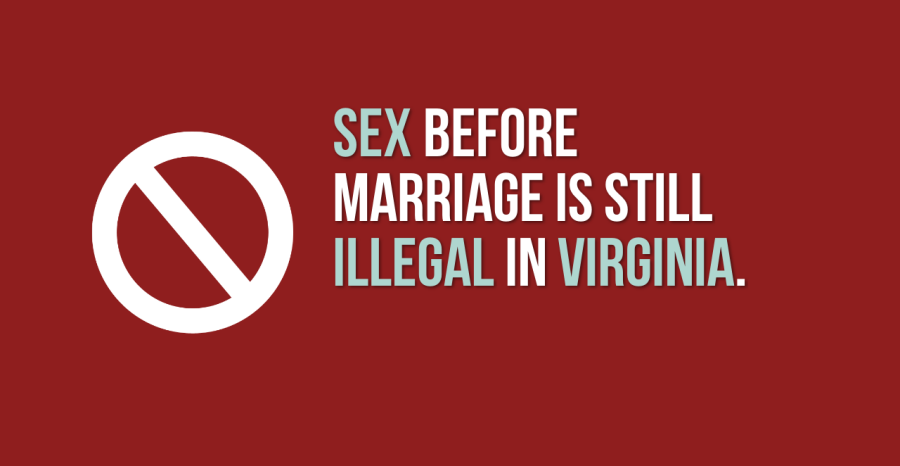 SEX BEFORE
MARRIAGE IS STILL
ILLEGAL IN VIRGINIA.